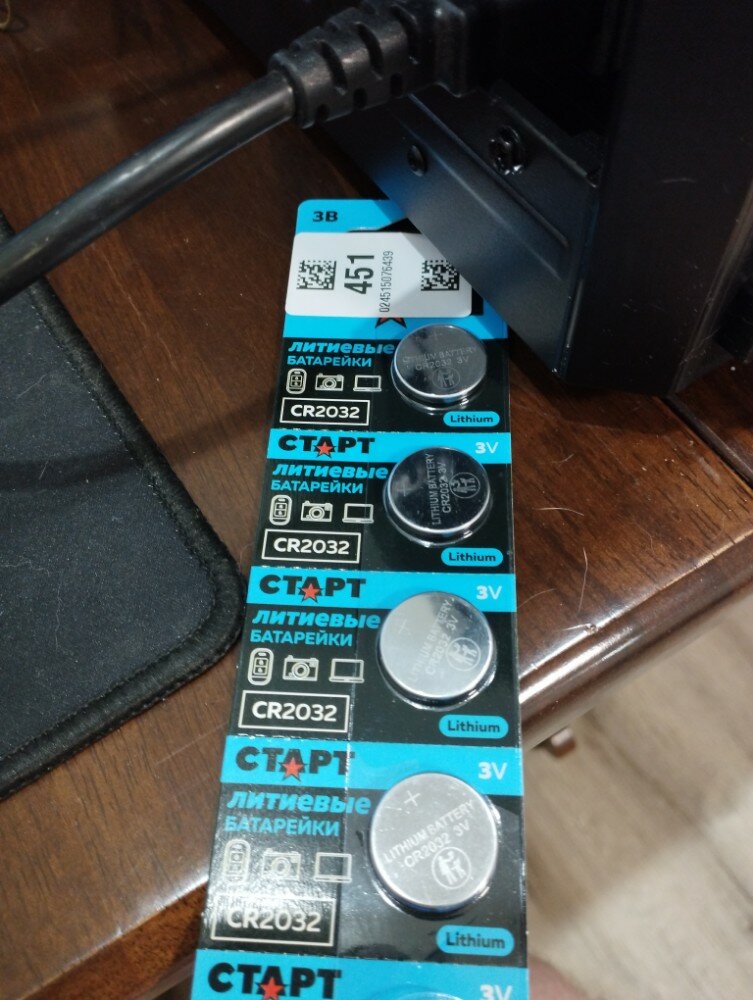 3В
451
024515076439
ЛИТИЕВЫЕ
БАТАРЕЙКИ
CR2032
LITHIUM BATTERY
CR2032 3V
Lithium
СТАРТ
3V
ЛИТИЕВЫЕ
БАТАРЕЙКИ
CR2032
+
LITHIUM BATTERY
CR2032 3V
Lithium
СТАРТ
3V
ЛИТИЕВЫЕ
БАТАРЕЙКИ
CR2032
+
LITHIUM BATTERY
CR2032 3V
Lithium
СТАРТ
3V
ЛИТИЕВЫЕ
БАТАРЕЙКИ
CR2032
+
LITHIUM BATTERY
CR2032 3V
Lithium
СТАРТ
3V